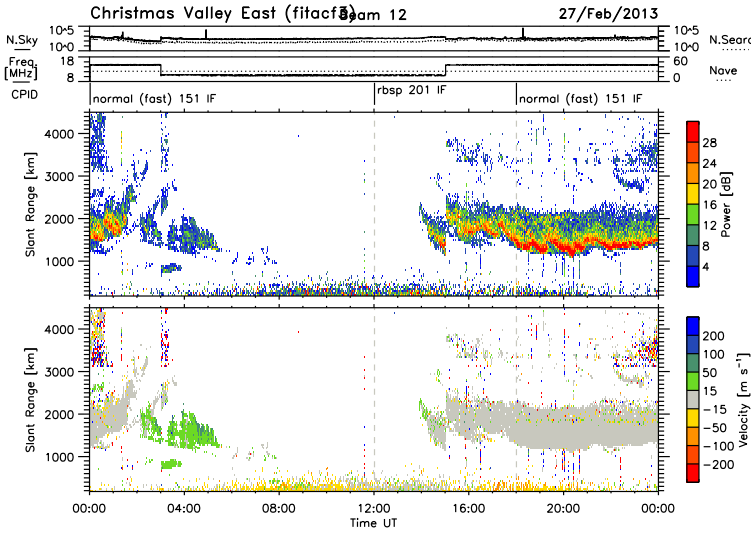 Christmas Valley East (fitacf3) Beam 12 27/Feb/2013
N.Sky 10^5 10^0 10^5 10^0 N.Searc
Freq. [MHz] 18 8 60 0 Nave
CPID normal (fast) 151 IF rbsp 201 IF normal (fast) 151 IF
Slant Range [km] 4000 3000 2000 1000
Power [dB] 28 24 20 16 12 8 4
Slant Range [km] 4000 3000 2000 1000
Velocity [m s⁻¹] 200 100 50 15 −15 −50 −100 −200
00:00 04:00 08:00 12:00 16:00 20:00 00:00
Time UT